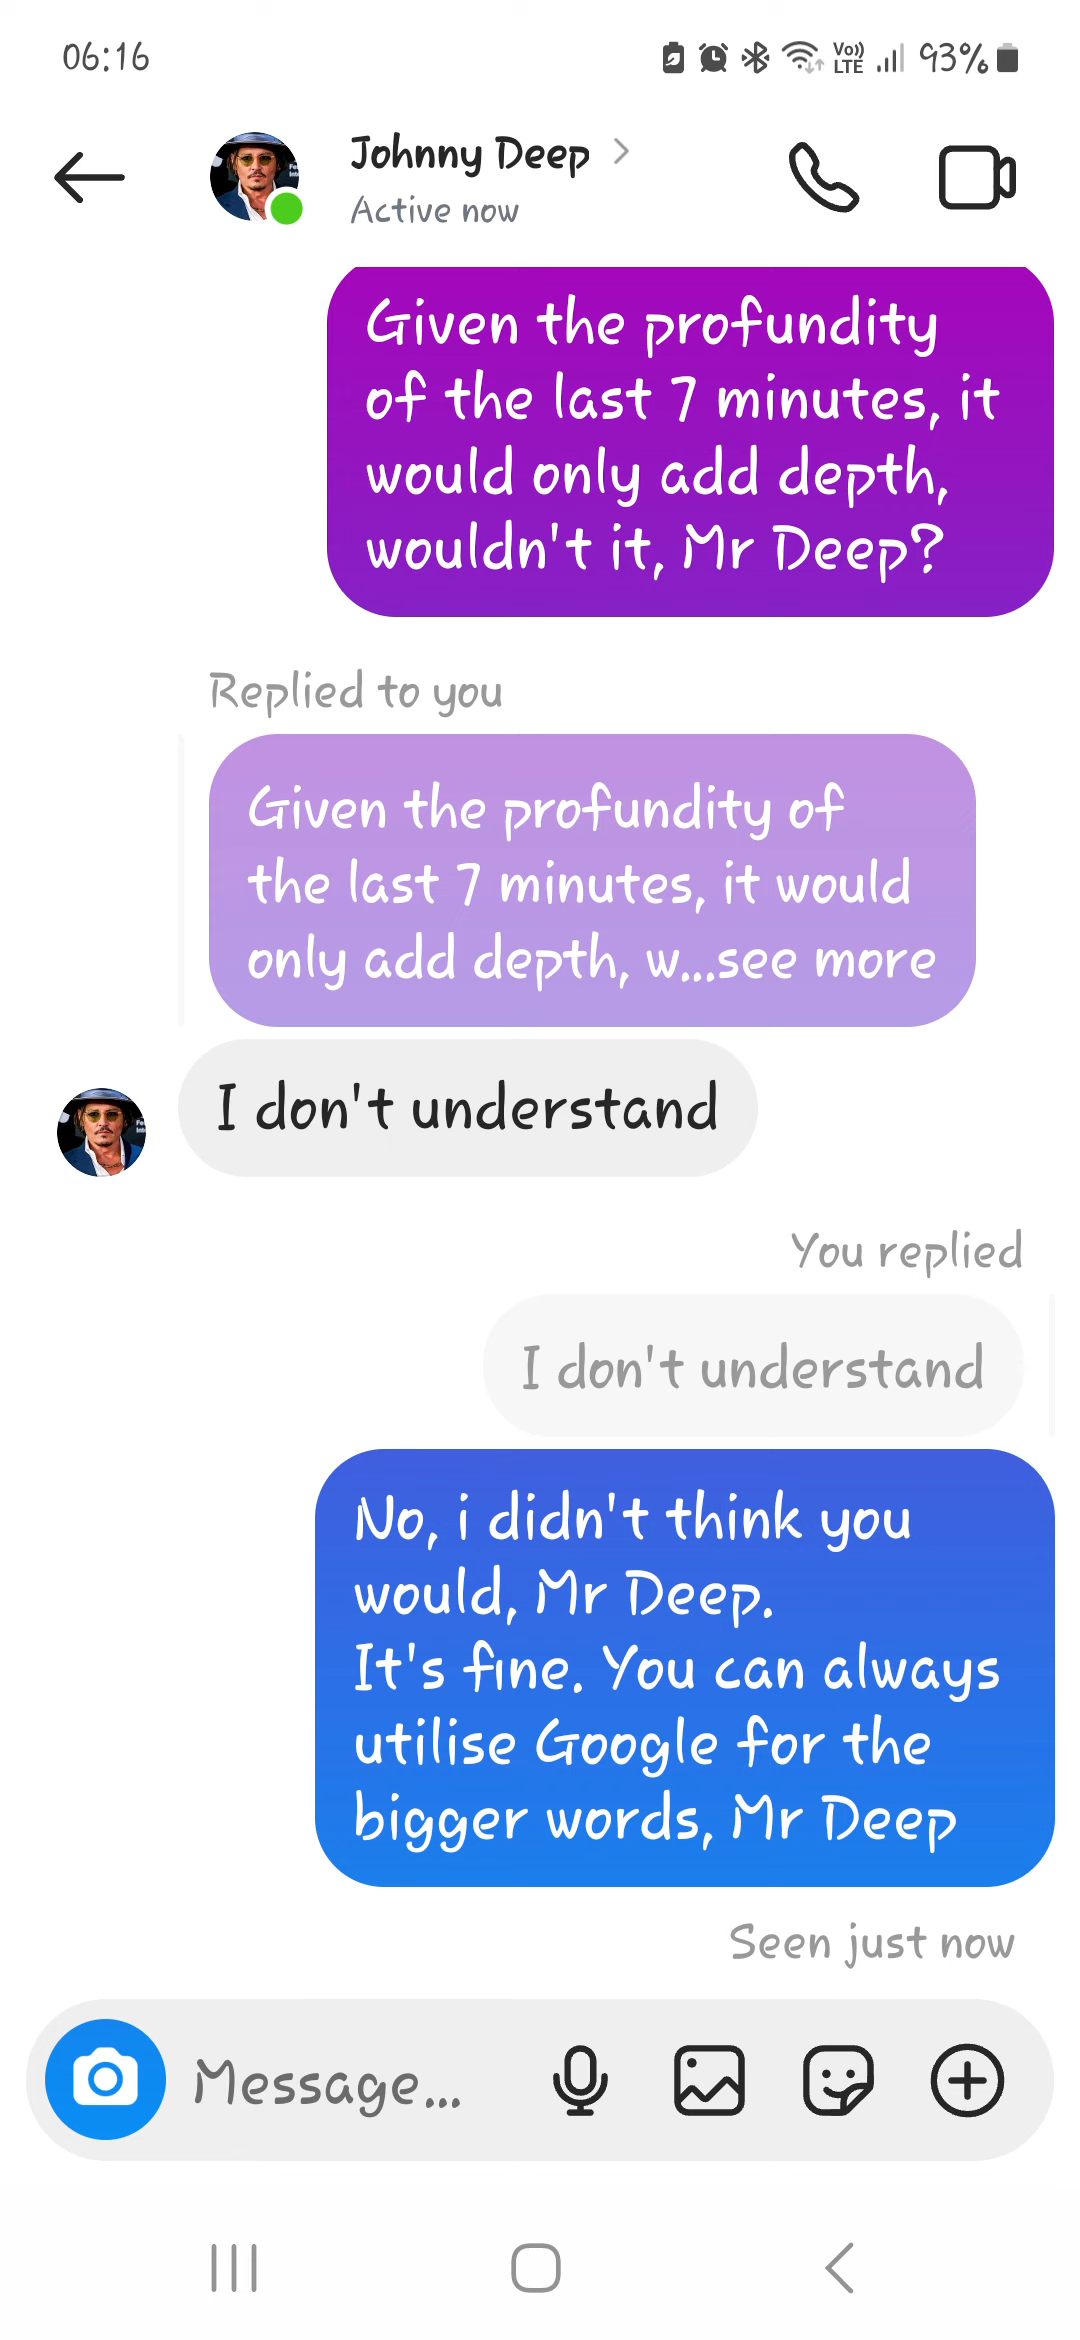 06:16
Vo))
LTE
93%
Johnny Deep
Active now
Given the profundity
of the last 7 minutes, it
would only add depth,
wouldn't it, Mr Deep?
Replied to you
Given the profundity of
the last 7 minutes, it would
only add depth, w...see more
I don't understand
You replied
I don't understand
No, i didn't think you
would, Mr Deep.
It's fine. You can always
utilise Google for the
bigger words, Mr Deep
Seen just now
Message...